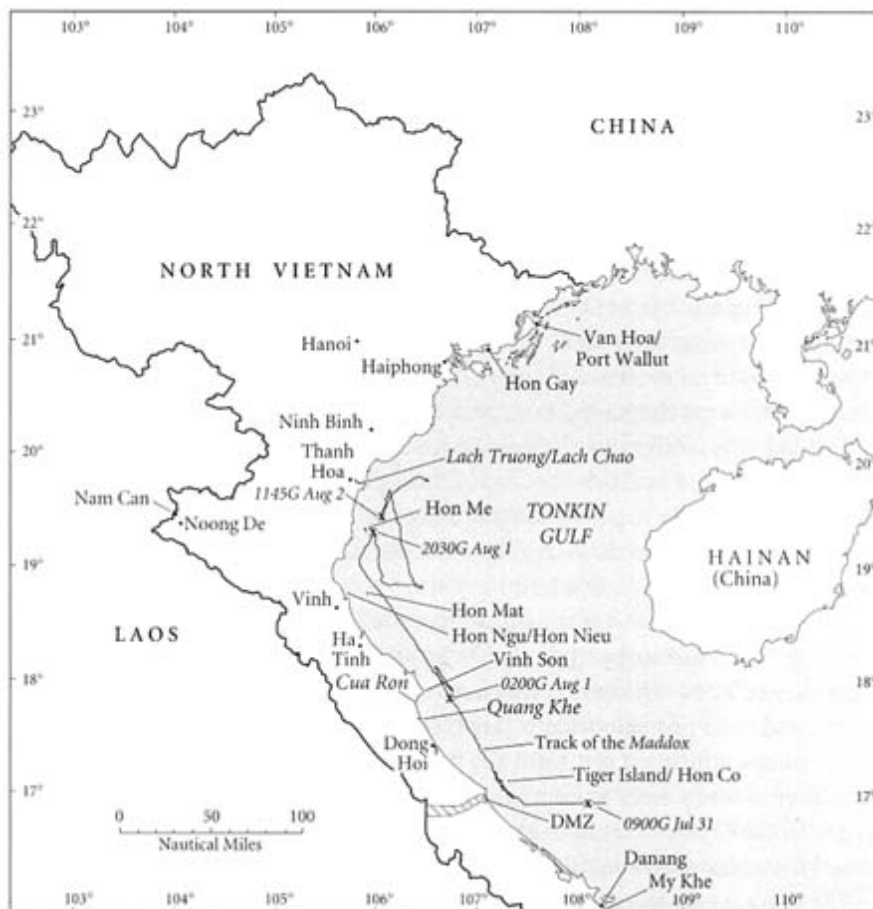 103° 104° 105° 106° 107° 108° 109° 110°
23° 23°
CHINA
22° 22°
NORTH VIETNAM
21° 21°
Hanoi
Haiphong
Van Hoa/
Port Wallut
Hon Gay
Ninh Binh
20° 20°
Thanh
Hoa
Lach Truong/Lach Chao
1145G Aug 2
Nam Can
Noong De
Hon Me
TONKIN
GULF
2030G Aug 1
19° 19°
HAINAN
(China)
Vinh
Hon Mat
LAOS
Hon Ngu/Hon Nieu
Ha
Tinh
Vinh Son
18° 18°
Cua Ron
0200G Aug 1
Quang Khe
Dong
Hoi
Track of the Maddox
Tiger Island/ Hon Co
17° 17°
0 50 100
Nautical Miles
DMZ
0900G Jul 31
Danang
My Khe
103° 104° 105° 106° 107° 108° 109° 110°